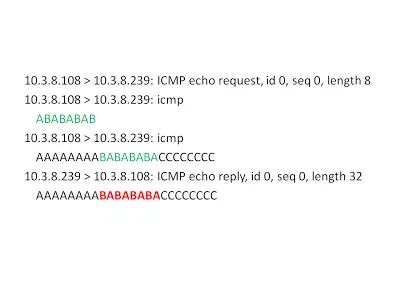 10.3.8.108 > 10.3.8.239: ICMP echo request, id 0, seq 0, length 8
10.3.8.108 > 10.3.8.239: icmp
ABABABAB
10.3.8.108 > 10.3.8.239: icmp
AAAAAAAABABABABACCCCCCCC
10.3.8.239 > 10.3.8.108: ICMP echo reply, id 0, seq 0, length 32
AAAAAAAABABABABACCCCCCCC